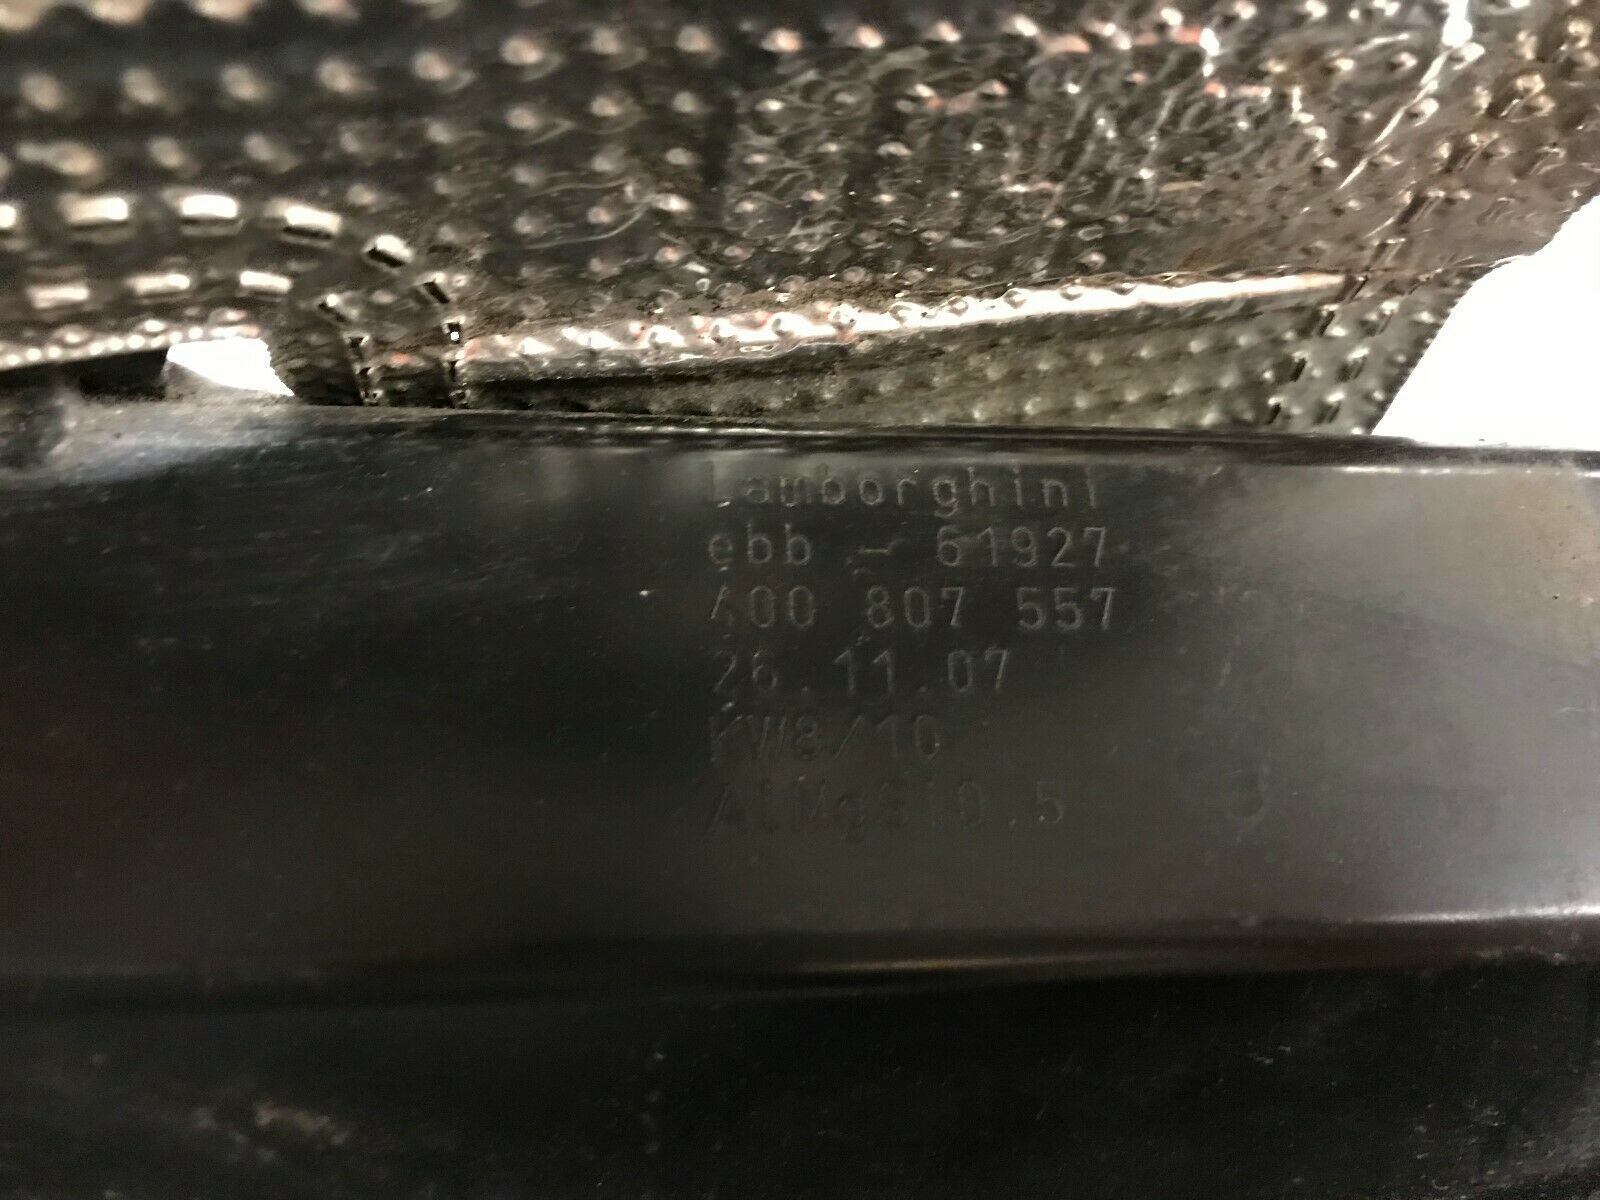 Lamborghini
ebb - 61927
400 807 557
26.11.07
KW8/10
AlMgSi0.5